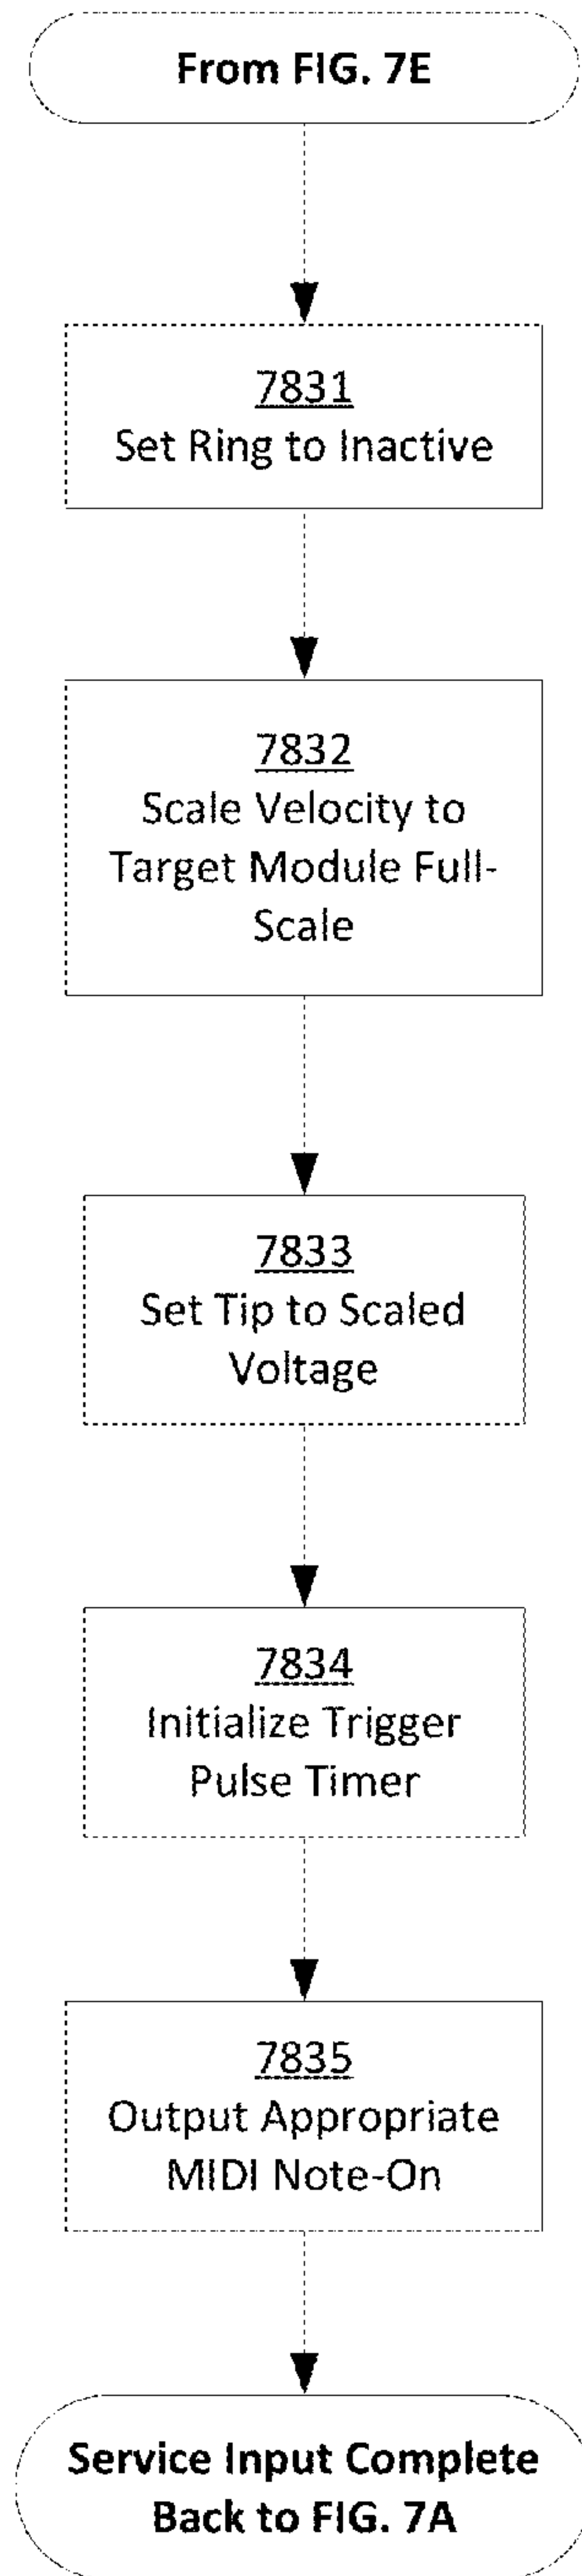 From FIG. 7E
7831
Set Ring to Inactive
7832
Scale Velocity to
Target Module Full-
Scale
7833
Set Tip to Scaled
Voltage
7834
Initialize Trigger
Pulse Timer
7835
Output Appropriate
MIDI Note-On
Service Input Complete
Back to FIG. 7A